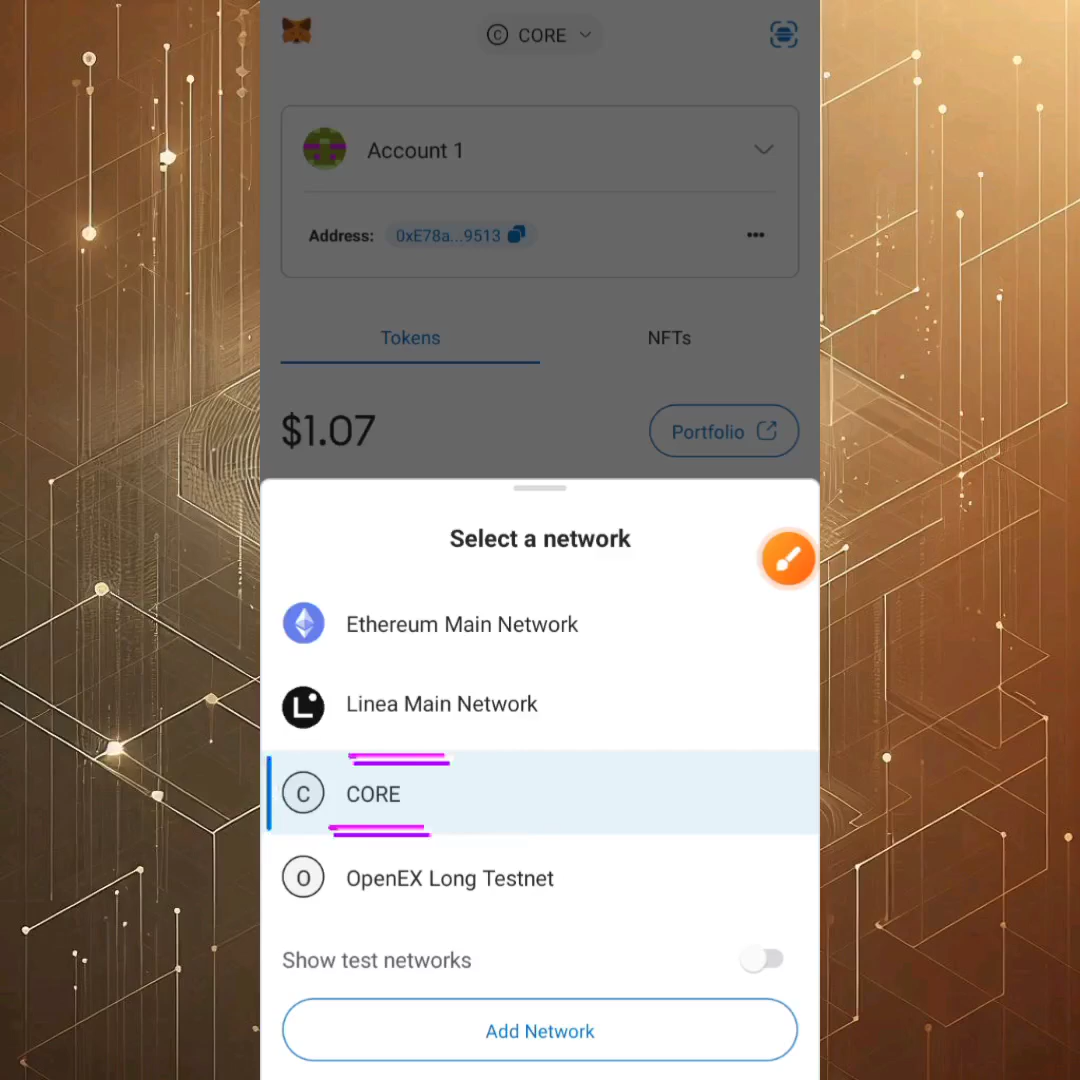 C CORE
Account 1
Address: 0xE78a...9513
Tokens NFTs
$1.07 Portfolio
Select a network
Ethereum Main Network
L Linea Main Network
C CORE
O OpenEX Long Testnet
Show test networks
Add Network